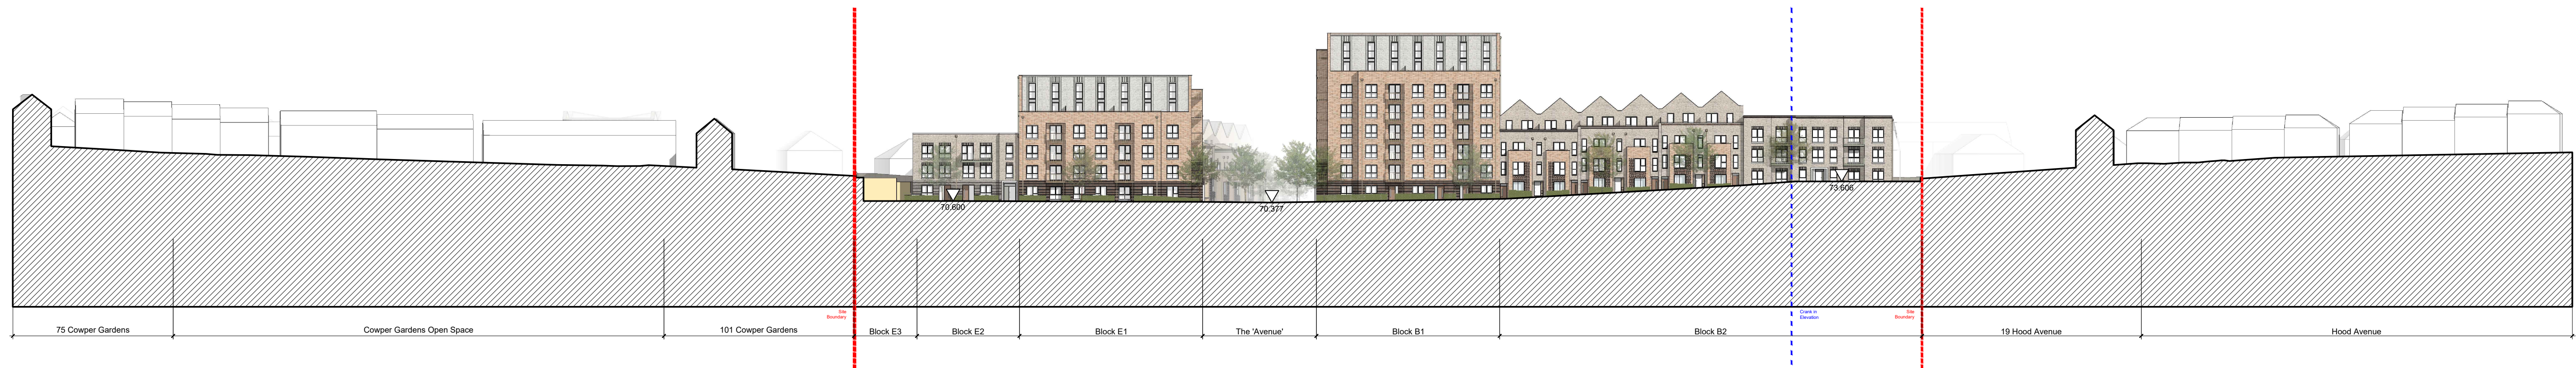 70.600
70.377
73.606
Site
Boundary
Crank in
Elevation
Site
Boundary
75 Cowper Gardens
Cowper Gardens Open Space
101 Cowper Gardens
Block E3
Block E2
Block E1
The 'Avenue'
Block B1
Block B2
19 Hood Avenue
Hood Avenue